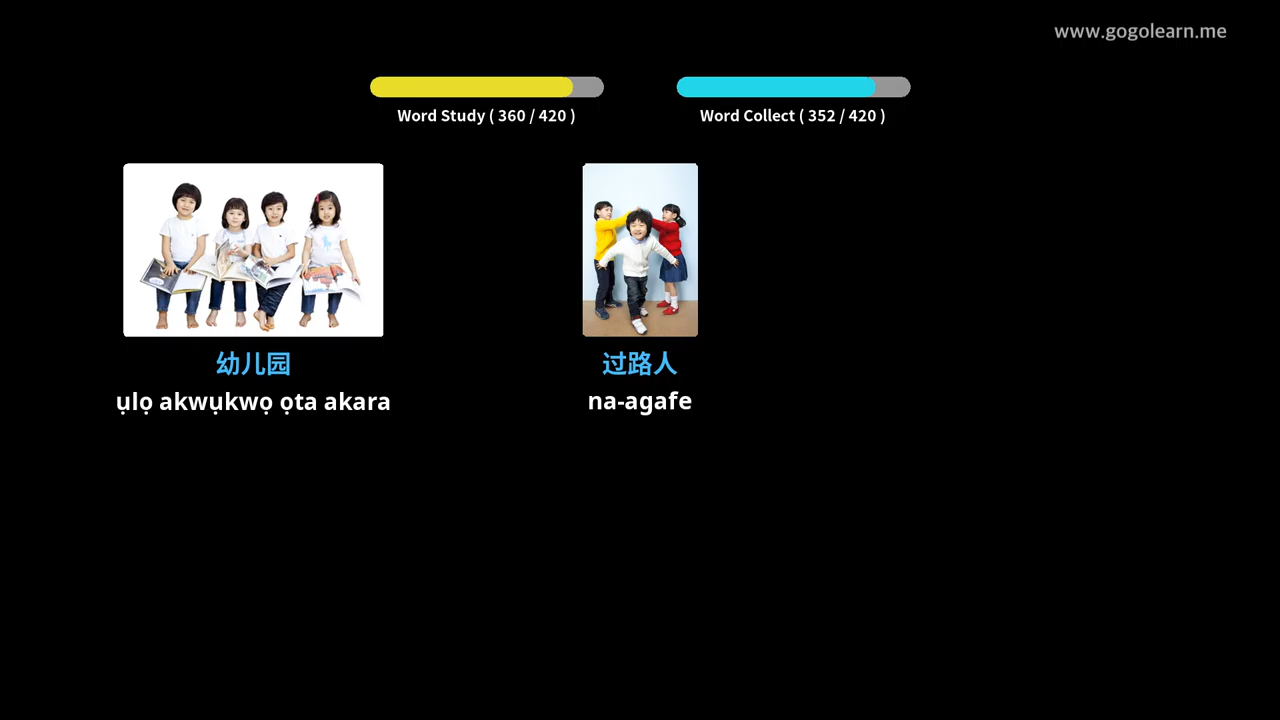 www.gogolearn.me
Word Study ( 360 / 420 )
Word Collect ( 352 / 420 )
幼儿园
ụlọ akwụkwọ ọta akara
过路人
na-agafe